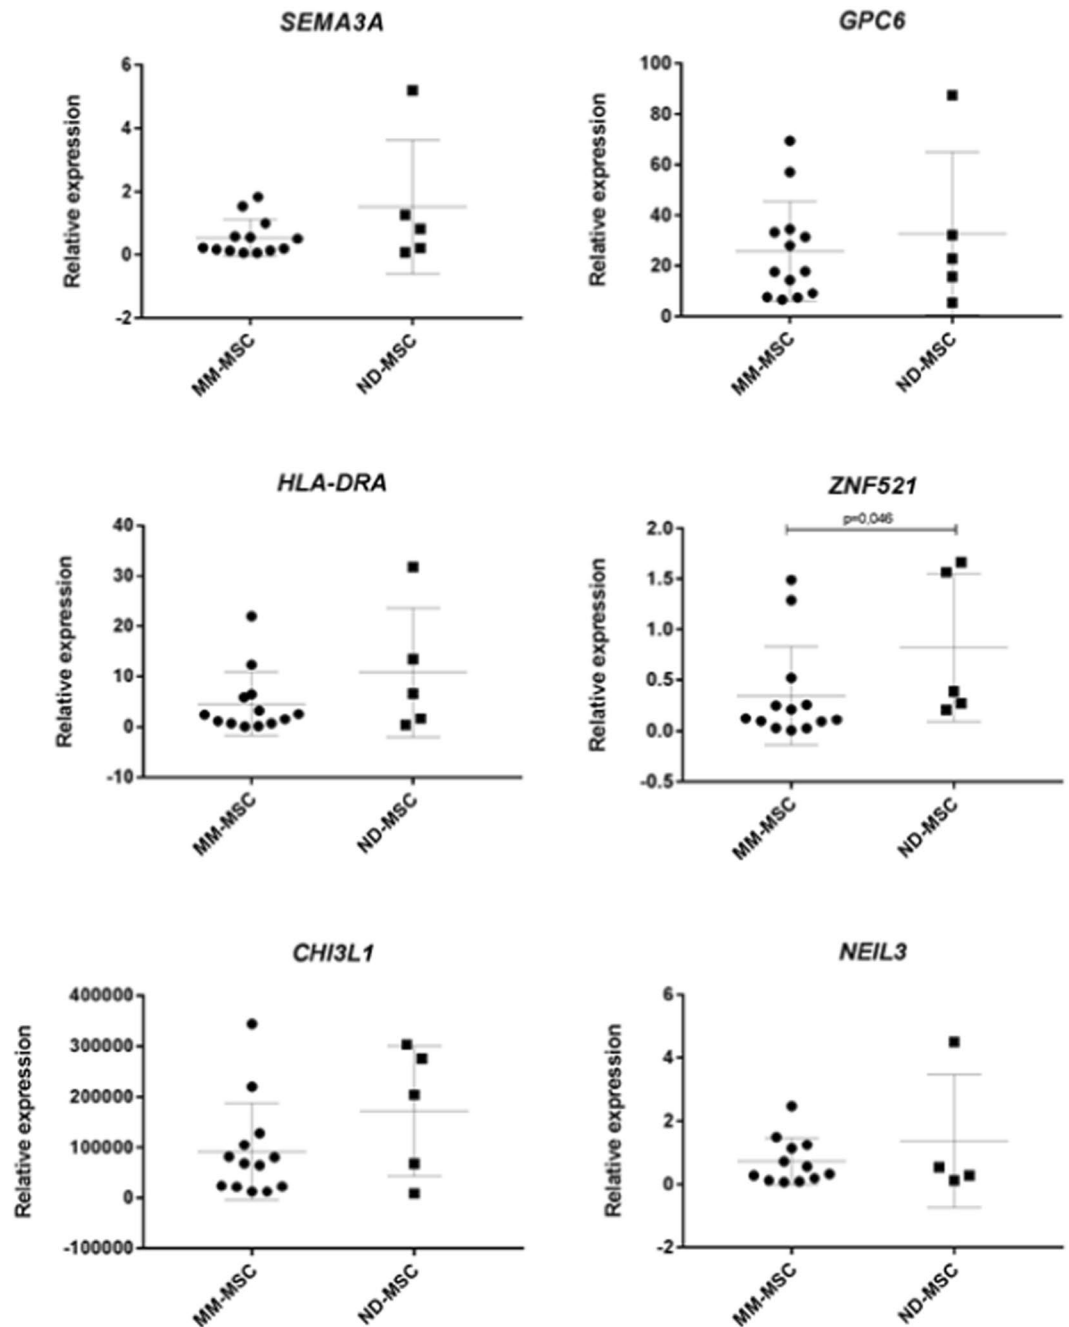 SEMA3A
Relative expression
6
4
2
0
-2
MM-MSC
ND-MSC
GPC6
Relative expression
100
80
60
40
20
0
MM-MSC
ND-MSC
HLA-DRA
Relative expression
40
30
20
10
0
-10
MM-MSC
ND-MSC
ZNF521
p=0,046
Relative expression
2.0
1.5
1.0
0.5
0.0
-0.5
MM-MSC
ND-MSC
CHI3L1
Relative expression
400000
300000
200000
100000
0
-100000
MM-MSC
ND-MSC
NEIL3
Relative expression
6
4
2
0
-2
MM-MSC
ND-MSC